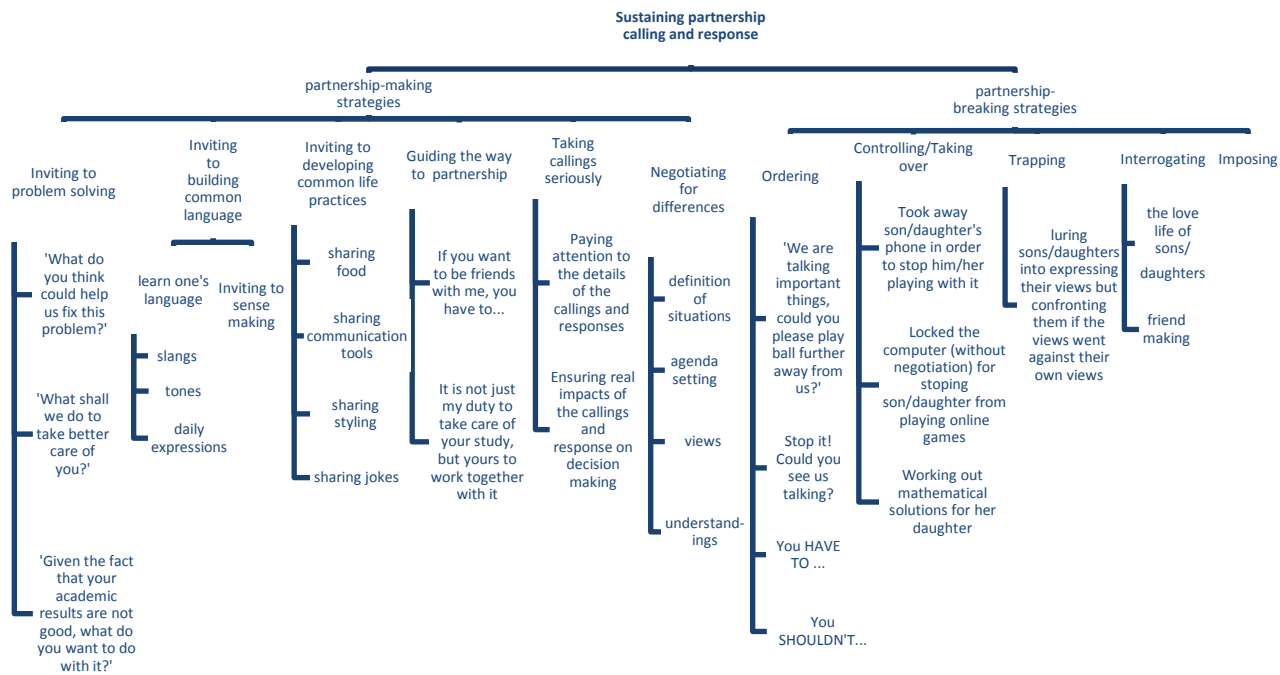 Sustaining partnership
calling and response
partnership-making
strategies
partnership-
breaking strategies
Inviting to
problem solving
'What do
you think
could help
us fix this
problem?'
'What shall
we do to
take better
care of
you?'
'Given the fact
that your
academic
results are not
good, what do
you want to do
with it?'
Inviting
to
building
common
language
learn one's
language
slangs
tones
daily
expressions
Inviting to
sense
making
Inviting to
developing
common life
practices
sharing
food
sharing
communication
tools
sharing
styling
sharing jokes
Guiding the way
to partnership
If you want
to be friends
with me, you
have to...
It is not just
my duty to
take care of
your study,
but yours to
work together
with it
Taking
callings
seriously
Paying
attention to
the details
of the
callings and
responses
Ensuring real
impacts of
the callings
and
response on
decision
making
Negotiating
for
differences
definition
of
situations
agenda
setting
views
understand-
ings
Ordering
'We are
talking
important
things,
could you
please play
ball further
away from
us?'
Stop it!
Could you
see us
talking?
You HAVE
TO ...
You
SHOULDN'T...
Controlling/Taking
over
Took away
son/daughter's
phone in order
to stop him/her
playing with it
Locked the
computer (without
negotiation) for
stoping
son/daughter from
playing online
games
Working out
mathematical
solutions for her
daughter
Trapping
luring
sons/daughters
into expressing
their views but
confronting
them if the
views went
against their
own views
Interrogating
the love
life of
sons/
daughters
friend
making
Imposing